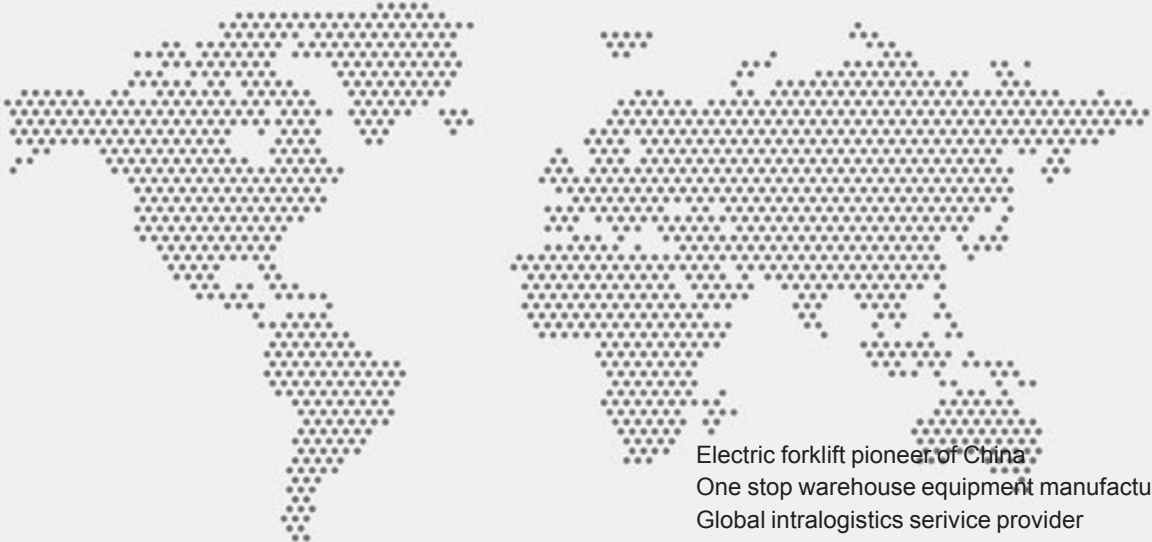 Electric forklift pioneer of China
One stop warehouse equipment manufactu
Global intralogistics serivice provider